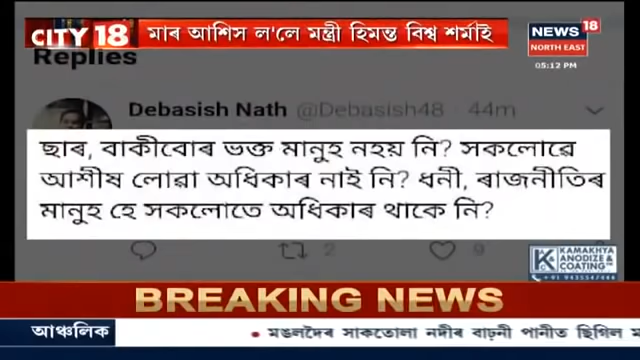 CITY 18
মাৰ আশিস ল'লে মন্ত্ৰী হিমন্ত বিশ্ব শৰ্মাই
NEWS 18
NORTH EAST
05:12 PM
Replies
Debasish Nath @Debasish48 · 44m
ছাৰ, বাকীবোৰ ভক্ত মানুহ নহয় নি? সকলোৱে
আশীষ লোৱা অধিকাৰ নাই নি? ধনী, ৰাজনীতিৰ
মানুহ হে সকলোতে অধিকাৰ থাকে নি?
2
9
KAMAKHYA
ANODIZE &
COATING
BREAKING NEWS
আঞ্চলিক
• মঙলদৈৰ সাকতোলা নদীৰ বাঢ়নী পানীত ছিগিল ম